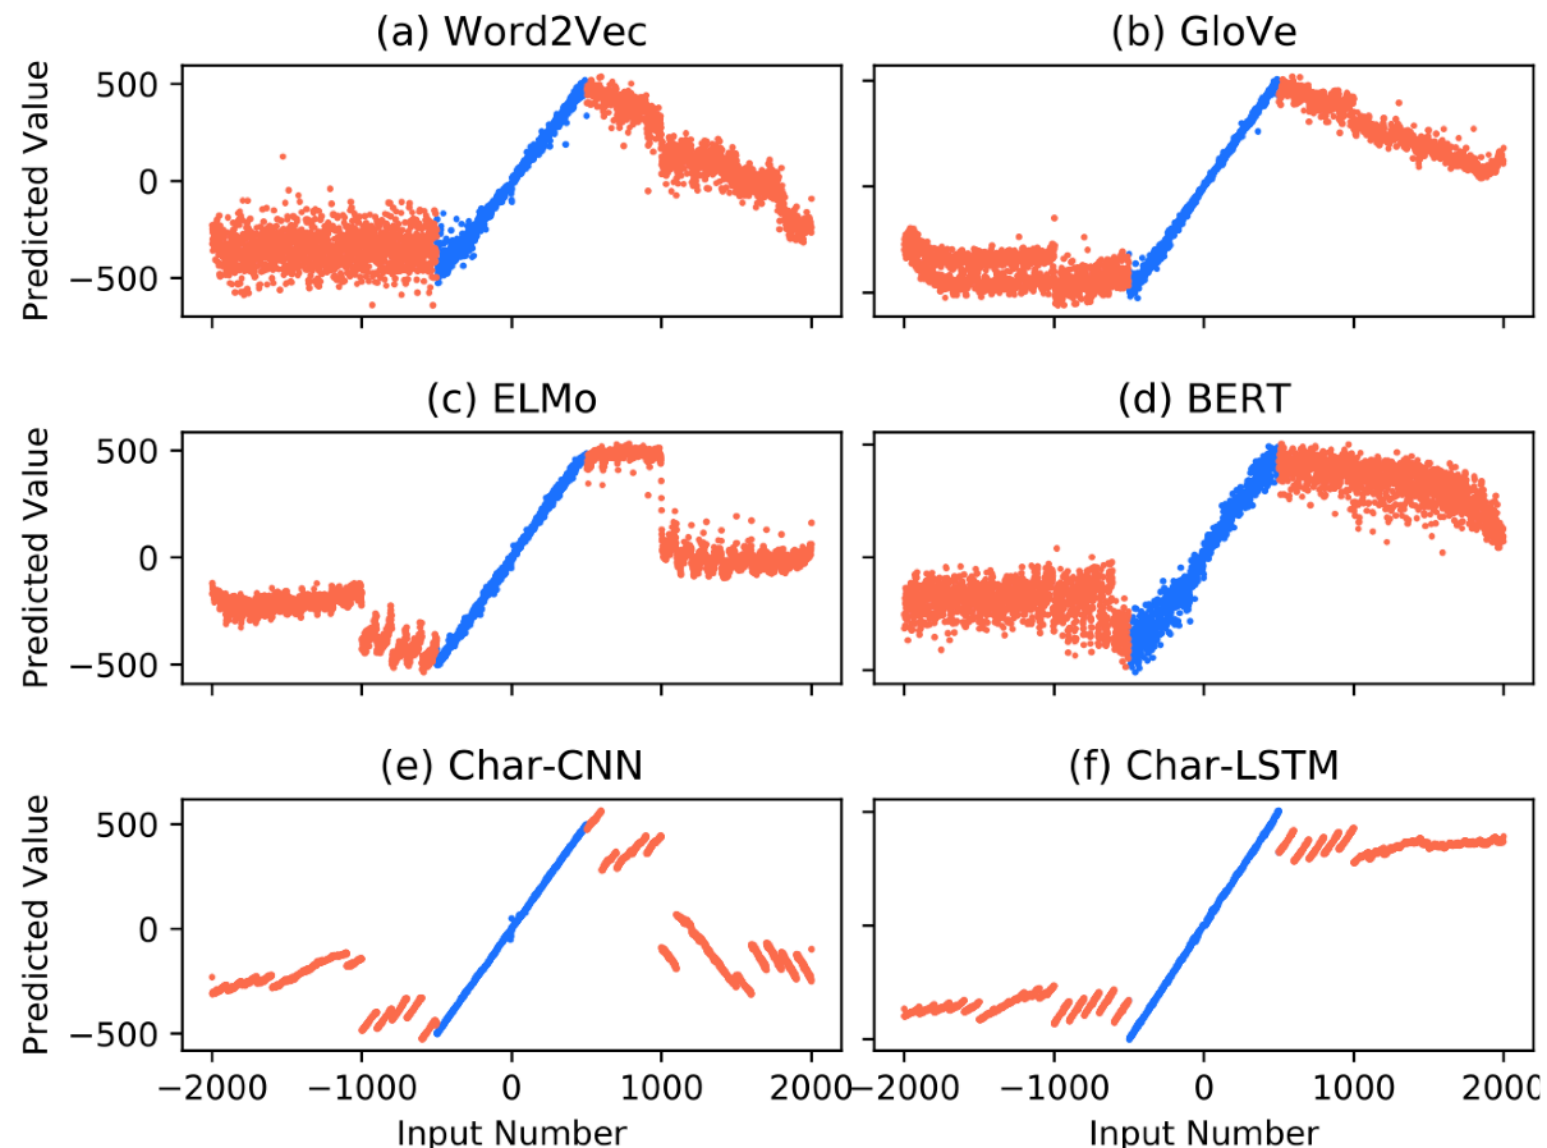 (a) Word2Vec
(b) GloVe
Predicted Value
500
0
−500
(c) ELMo
(d) BERT
Predicted Value
500
0
−500
(e) Char-CNN
(f) Char-LSTM
Predicted Value
500
0
−500
−2000 −1000 0 1000 2000
−2000 −1000 0 1000 200
Input Number
Input Number